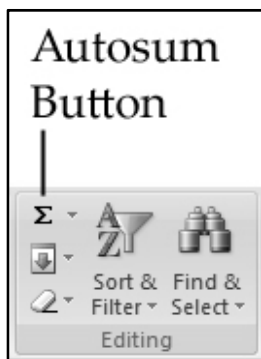 Autosum
Button
Σ
A
Z
Sort & Find &
Filter Select
Editing